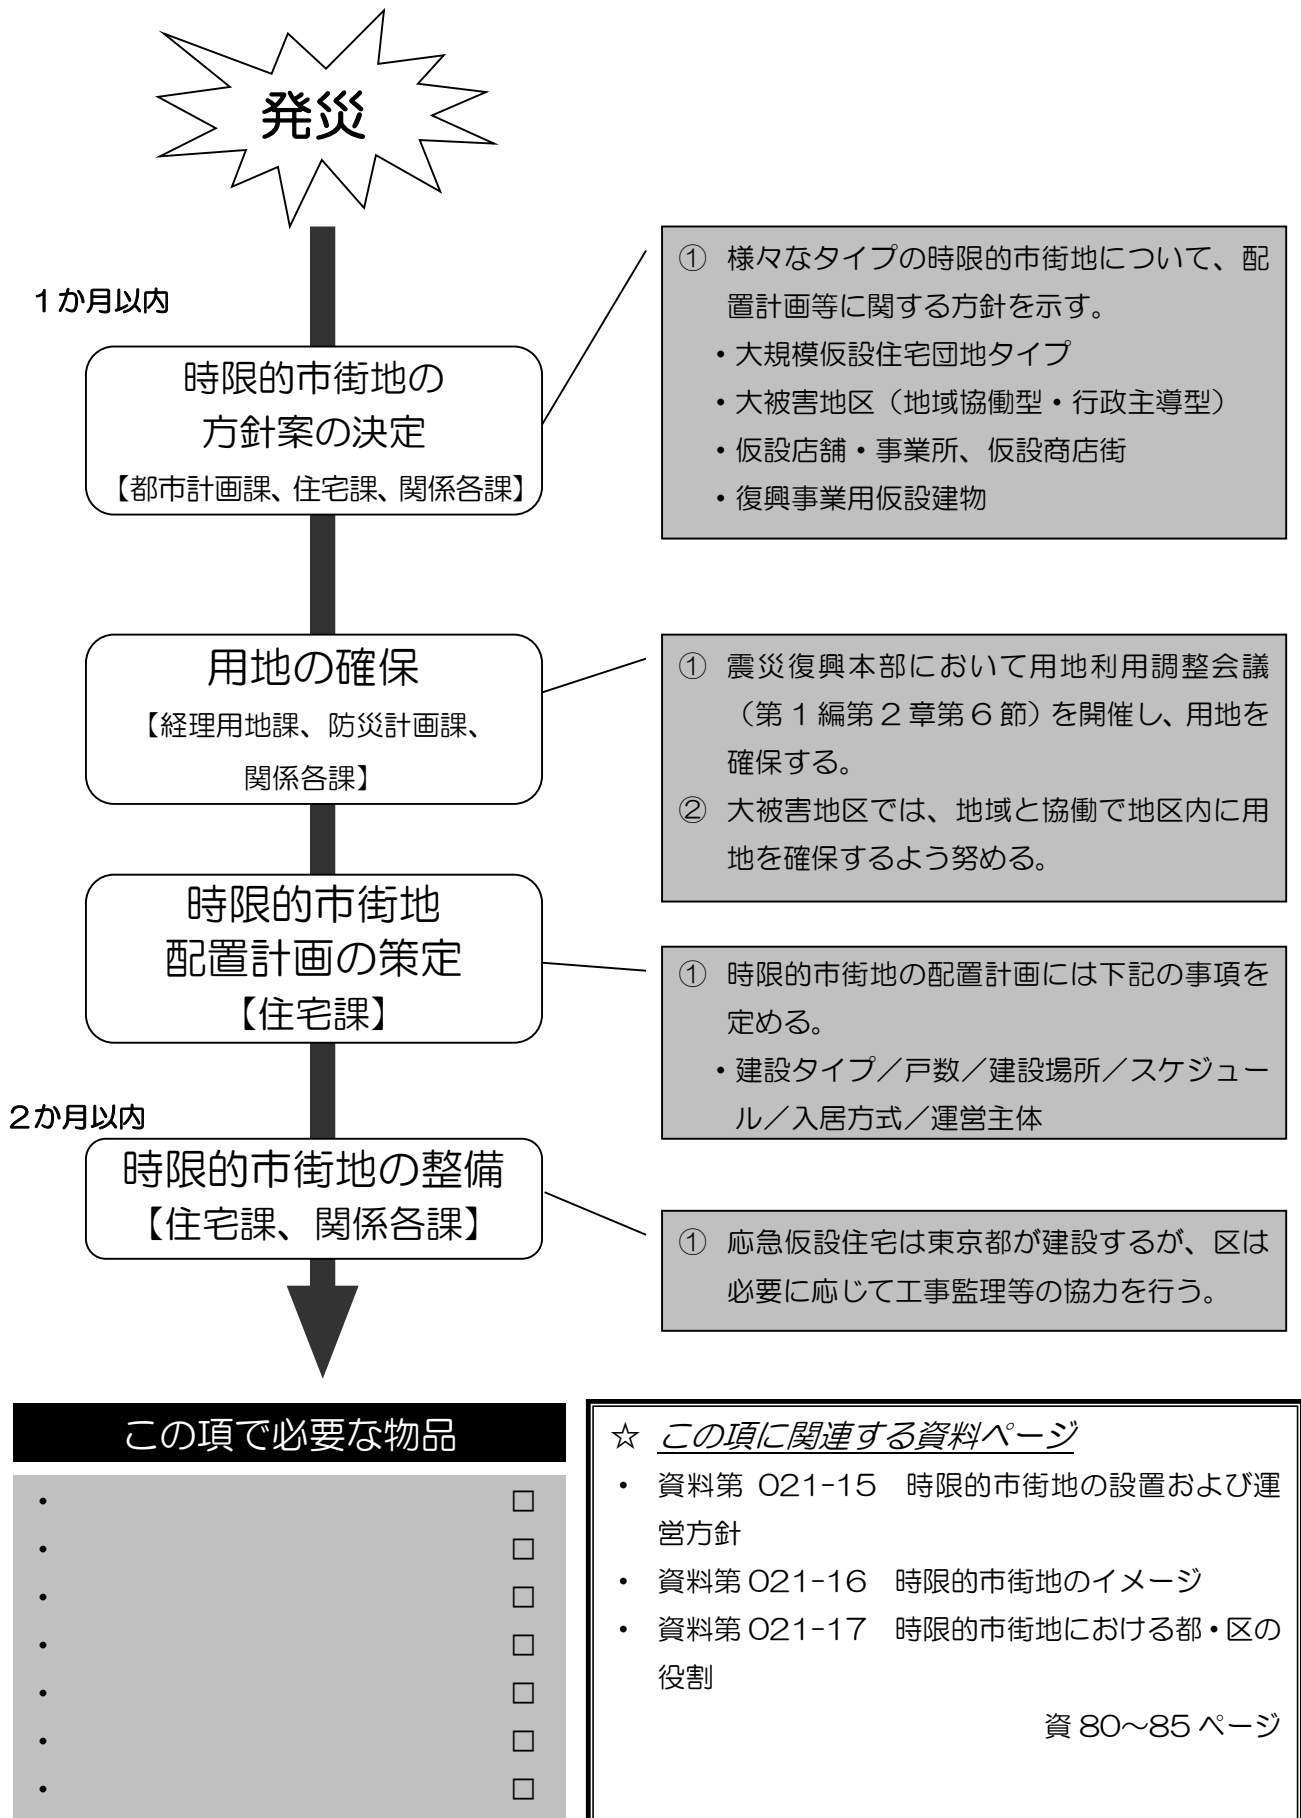 発災
1か月以内
時限的市街地の
方針案の決定
【都市計画課、住宅課、関係各課】
① 様々なタイプの時限的市街地について、配
置計画等に関する方針を示す。
・大規模仮設住宅団地タイプ
・大被害地区（地域協働型・行政主導型）
・仮設店舗・事業所、仮設商店街
・復興事業用仮設建物
用地の確保
【経理用地課、防災計画課、
関係各課】
① 震災復興本部において用地利用調整会議
（第1編第2章第6節）を開催し、用地を
確保する。
② 大被害地区では、地域と協働で地区内に用
地を確保するよう努める。
時限的市街地
配置計画の策定
【住宅課】
① 時限的市街地の配置計画には下記の事項を
定める。
・建設タイプ／戸数／建設場所／スケジュー
ル／入居方式／運営主体
2か月以内
時限的市街地の整備
【住宅課、関係各課】
① 応急仮設住宅は東京都が建設するが、区は
必要に応じて工事監理等の協力を行う。
この項で必要な物品
・ □
・ □
・ □
・ □
・ □
・ □
・ □
☆ この項に関連する資料ページ
・ 資料第 021-15 時限的市街地の設置および運
営方針
・ 資料第 021-16 時限的市街地のイメージ
・ 資料第 021-17 時限的市街地における都・区の
役割
資 80～85 ページ